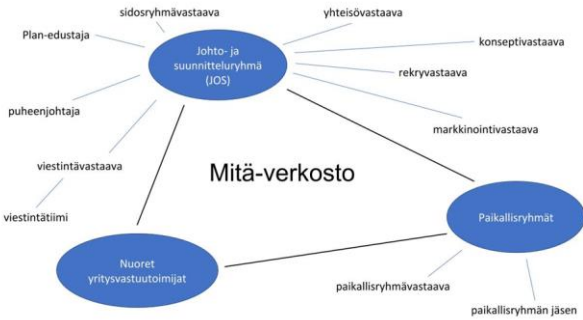 sidosryhmävastaava
yhteisövastaava
Plan-edustaja
Johto- ja
suunnitteluryhmä
(JOS)
konseptivastaava
rekryvastaava
puheenjohtaja
markkinointivastaava
viestintävastaava
Mitä-verkosto
viestintätiimi
Paikallisryhmät
Nuoret
yritysvastuutoimijat
paikallisryhmävastaava
paikallisryhmän jäsen